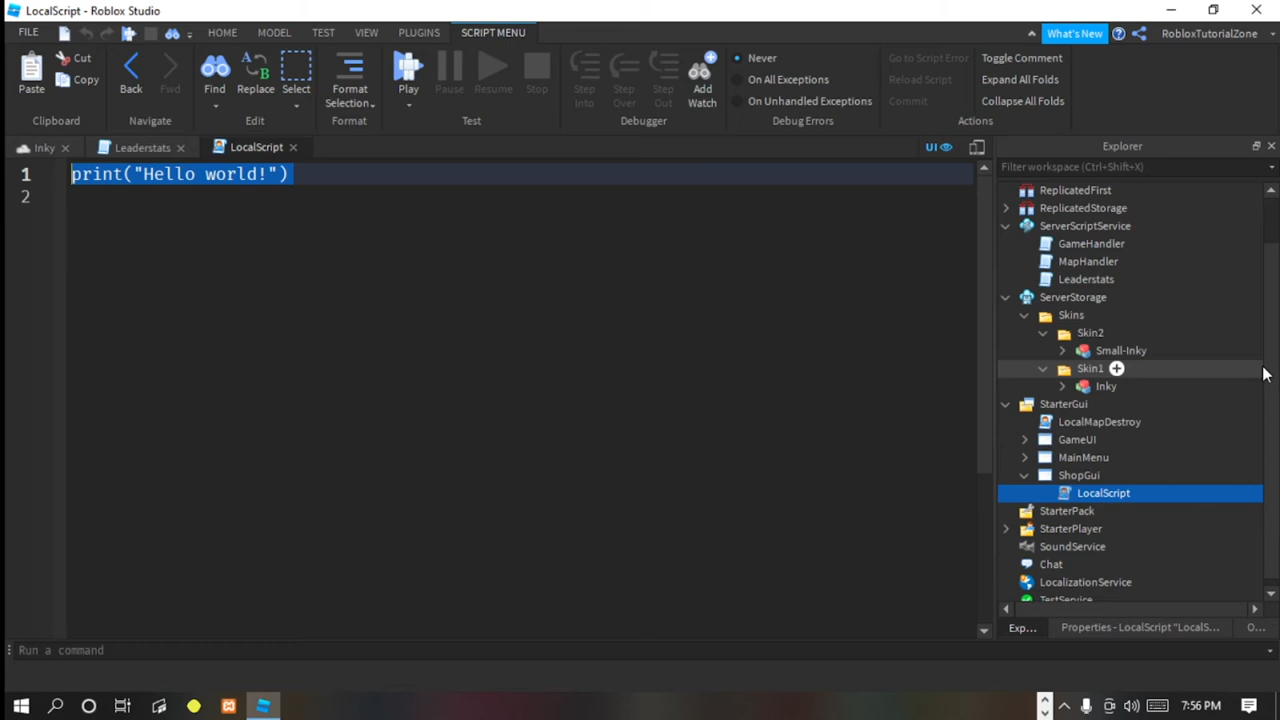 LocalScript - Roblox Studio
FILE HOME MODEL TEST VIEW PLUGINS SCRIPT MENU What's New RobloxTutorialZone
Paste Cut Copy Back Fwd Find Replace Select Format Selection Play Pause Resume Stop Step Into Step Over Step Out Add Watch Never On All Exceptions On Unhandled Exceptions Go to Script Error Reload Script Commit Toggle Comment Expand All Folds Collapse All Folds
Clipboard Navigate Edit Format Test Debugger Debug Errors Actions
Inky Leaderstats LocalScript UI Explorer
Filter workspace (Ctrl+Shift+X)
1 print("Hello world!")
2
ReplicatedFirst
ReplicatedStorage
ServerScriptService
GameHandler
MapHandler
Leaderstats
ServerStorage
Skins
Skin2
Small-Inky
Skin1
Inky
StarterGui
LocalMapDestroy
GameUI
MainMenu
ShopGui
LocalScript
StarterPack
StarterPlayer
SoundService
Chat
LocalizationService
TestService
Exp... Properties - LocalScript "LocalS... O...
Run a command
7:56 PM